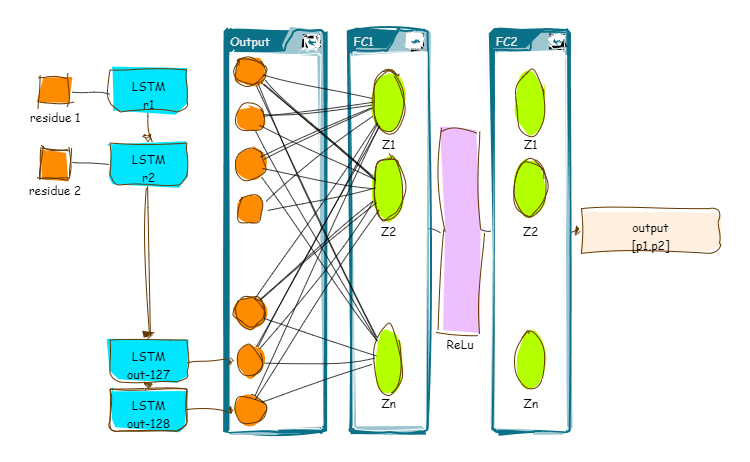 Output
FC1
FC2
LSTM
r1
residue 1
LSTM
r2
residue 2
Z1
Z1
Z2
Z2
output
[p1,p2]
ReLu
LSTM
out-127
LSTM
out-128
Zn
Zn